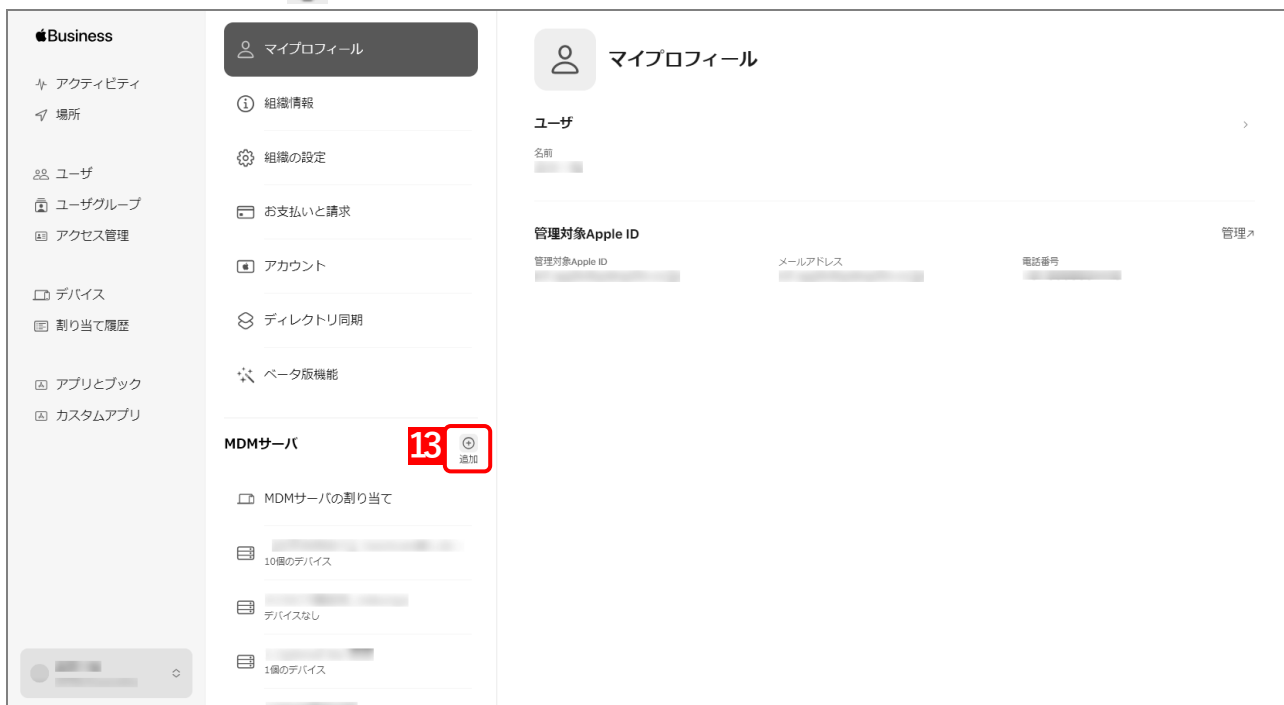 Business
アクティビティ
場所
ユーザ
ユーザグループ
アクセス管理
デバイス
割り当て履歴
アプリとブック
カスタムアプリ
マイプロフィール
組織情報
組織の設定
お支払いと請求
アカウント
ディレクトリ同期
ベータ版機能
MDMサーバ
13
追加
MDMサーバの割り当て
10個のデバイス
デバイスなし
1個のデバイス
マイプロフィール
ユーザ
名前
管理対象Apple ID
管理↗
管理対象Apple ID
メールアドレス
電話番号